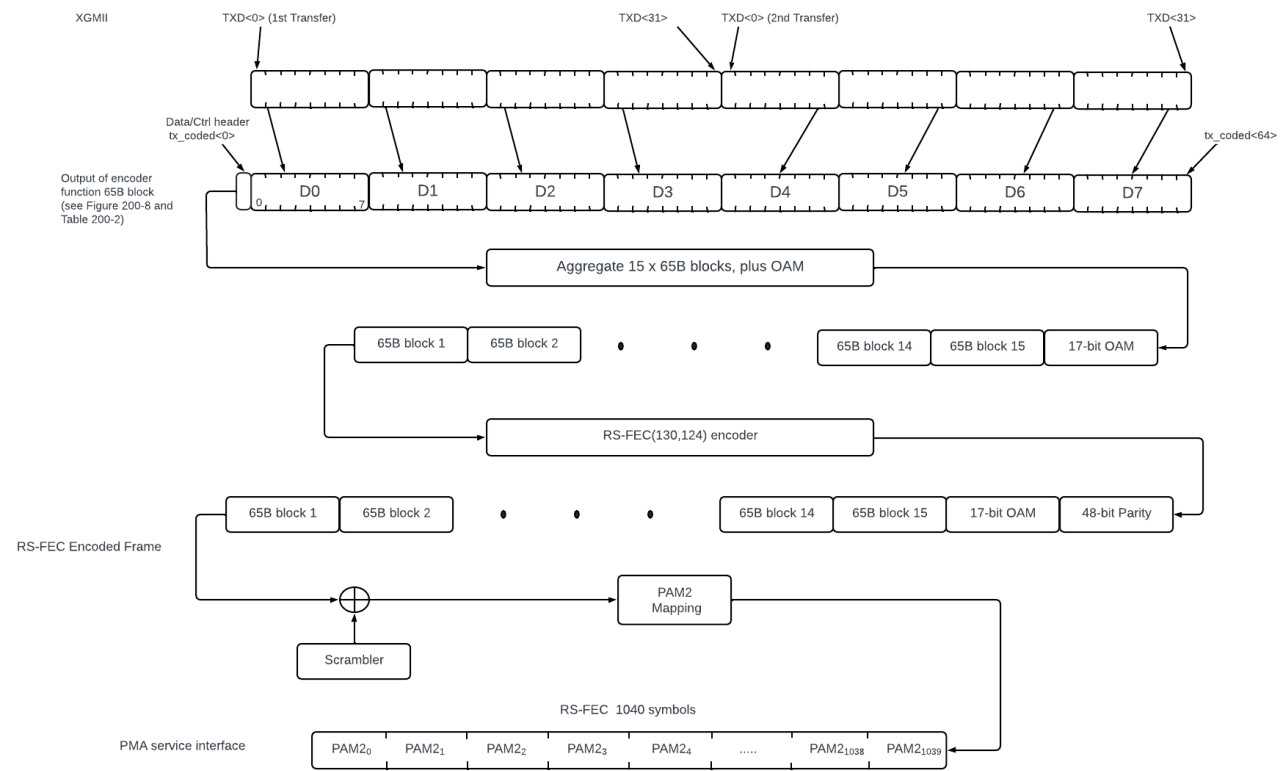 XGMII
TXD<0> (1st Transfer)
TXD<31>
TXD<0> (2nd Transfer)
TXD<31>
Data/Ctrl header
tx_coded<0>
tx_coded<64>
Output of encoder
function 65B block
(see Figure 200-8 and
Table 200-2)
D0
D1
D2
D3
D4
D5
D6
D7
0
7
Aggregate 15 x 65B blocks, plus OAM
65B block 1
65B block 2
65B block 14
65B block 15
17-bit OAM
RS-FEC(130,124) encoder
65B block 1
65B block 2
65B block 14
65B block 15
17-bit OAM
48-bit Parity
RS-FEC Encoded Frame
PAM2
Mapping
Scrambler
RS-FEC 1040 symbols
PMA service interface
PAM2₀
PAM2₁
PAM2₂
PAM2₃
PAM2₄
.....
PAM2₁₀₃₈
PAM2₁₀₃₉